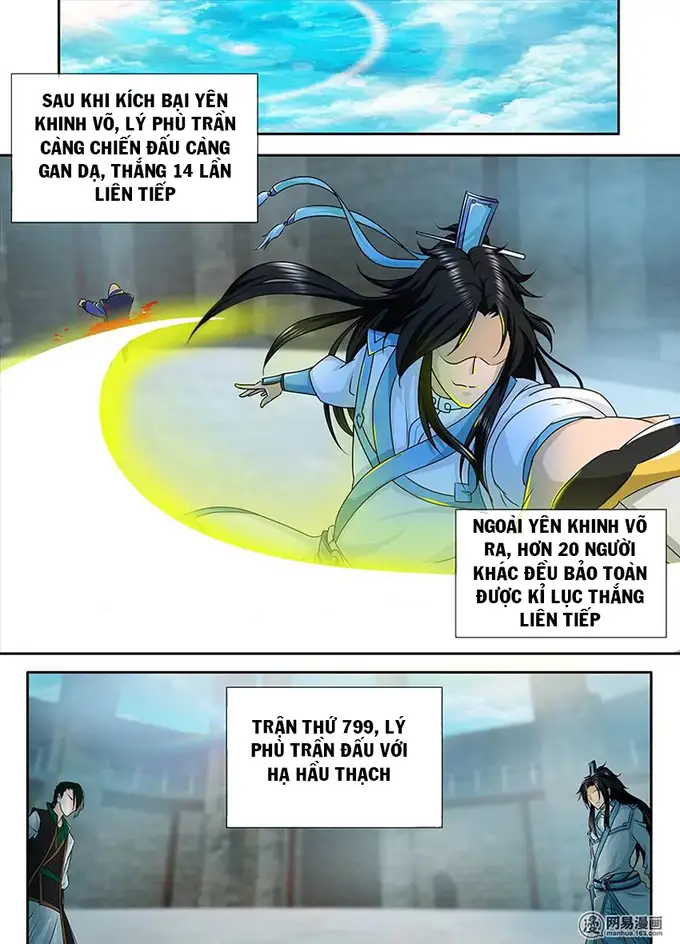 SAU KHI KÍCH BẠI YÊN
KHINH VÕ, LÝ PHÙ TRẦN
CÀNG CHIẾN ĐẤU CÀNG
GAN DẠ, THẮNG 14 LẦN
LIÊN TIẾP
NGOÀI YÊN KHINH VÕ
RA, HƠN 20 NGƯỜI
KHÁC ĐỀU BẢO TOÀN
ĐƯỢC KỈ LỤC THẮNG
LIÊN TIẾP
TRẬN THỨ 799, LÝ
PHÙ TRẦN ĐẤU VỚI
HẠ HẦU THẠCH
网易漫画
manhua.163.com